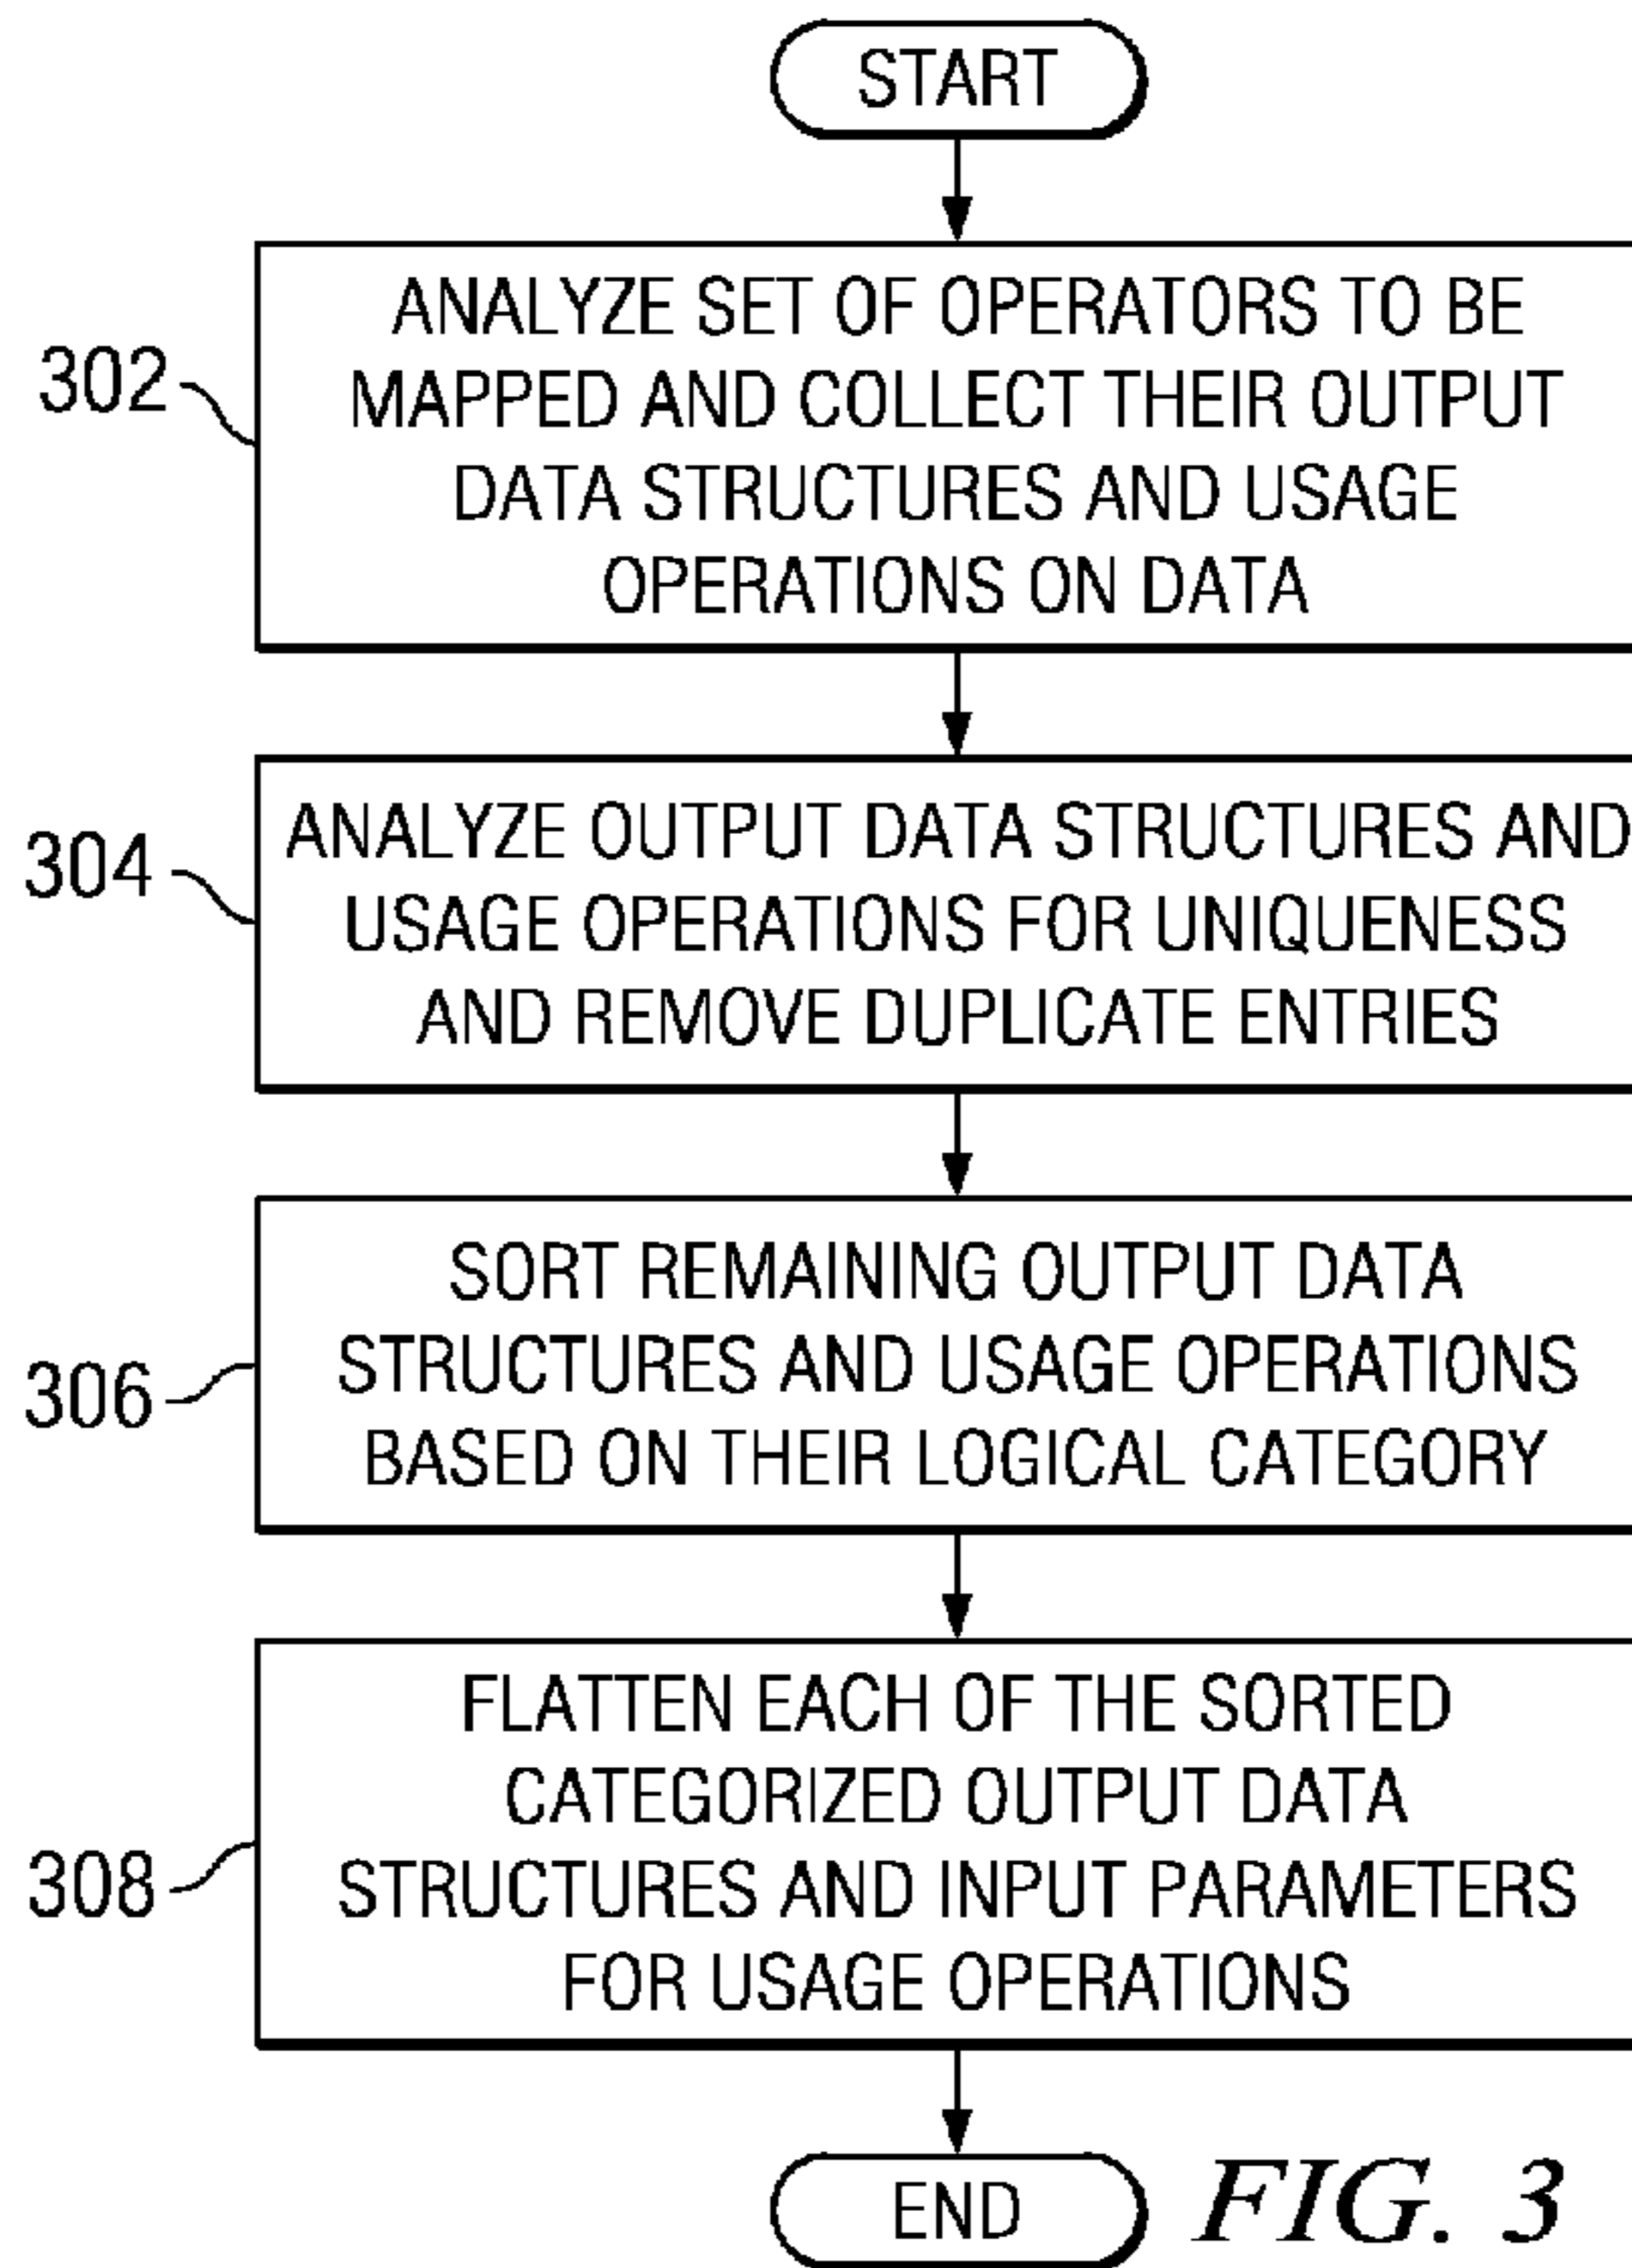 START
302
ANALYZE SET OF OPERATORS TO BE
MAPPED AND COLLECT THEIR OUTPUT
DATA STRUCTURES AND USAGE
OPERATIONS ON DATA
304
ANALYZE OUTPUT DATA STRUCTURES AND
USAGE OPERATIONS FOR UNIQUENESS
AND REMOVE DUPLICATE ENTRIES
306
SORT REMAINING OUTPUT DATA
STRUCTURES AND USAGE OPERATIONS
BASED ON THEIR LOGICAL CATEGORY
308
FLATTEN EACH OF THE SORTED
CATEGORIZED OUTPUT DATA
STRUCTURES AND INPUT PARAMETERS
FOR USAGE OPERATIONS
END
FIG. 3